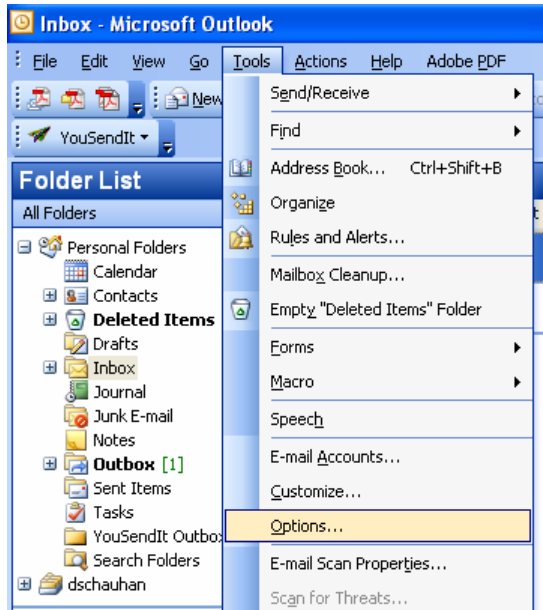 Inbox - Microsoft Outlook
File Edit View Go Tools Actions Help Adobe PDF
New
YouSendIt
Folder List
All Folders
Personal Folders
Calendar
Contacts
Deleted Items
Drafts
Inbox
Journal
Junk E-mail
Notes
Outbox [1]
Sent Items
Tasks
YouSendIt Outbo
Search Folders
dschauhan
Send/Receive
Find
Address Book... Ctrl+Shift+B
Organize
Rules and Alerts...
Mailbox Cleanup...
Empty "Deleted Items" Folder
Forms
Macro
Speech
E-mail Accounts...
Customize...
Options...
E-mail Scan Properties...
Scan for Threats...